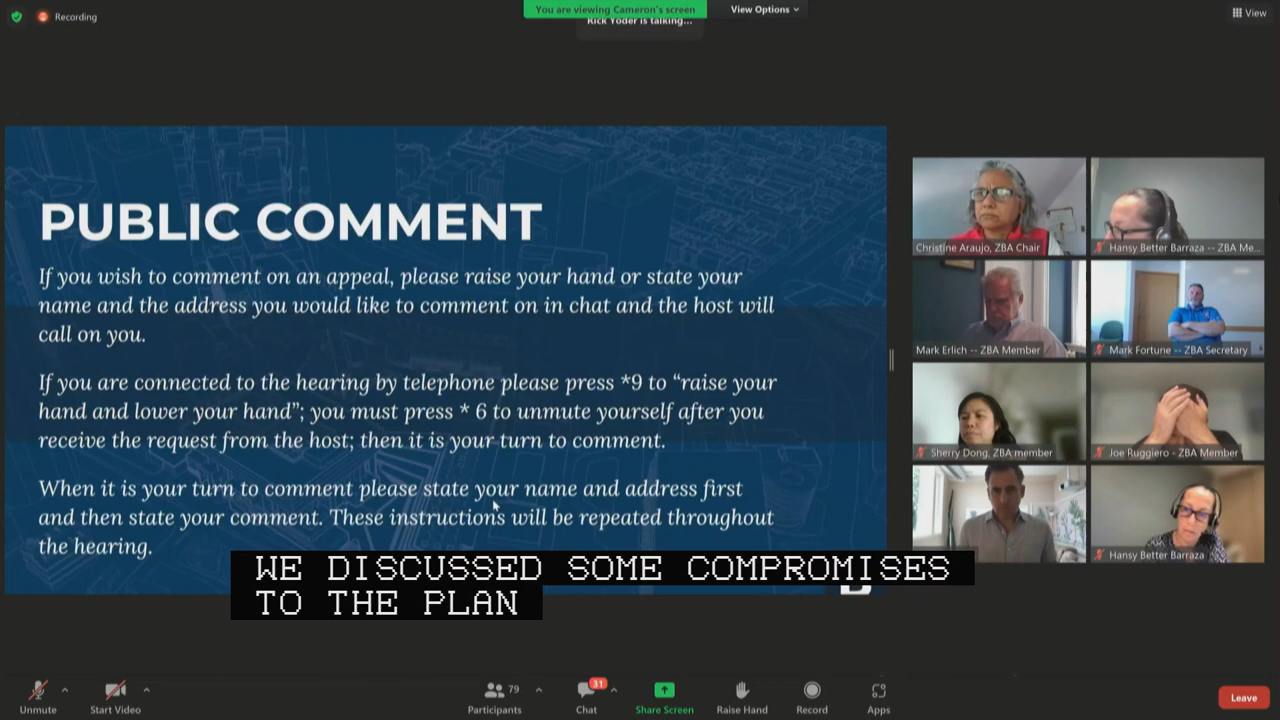 You are viewing Cameron's screen
View Options
Recording
Rick Yoder is talking...
View
PUBLIC COMMENT
If you wish to comment on an appeal, please raise your hand or state your
name and the address you would like to comment on in chat and the host will
call on you.
If you are connected to the hearing by telephone please press *9 to “raise your
hand and lower your hand”; you must press * 6 to unmute yourself after you
receive the request from the host; then it is your turn to comment.
When it is your turn to comment please state your name and address first
and then state your comment. These instructions will be repeated throughout
the hearing.
WE DISCUSSED SOME COMPROMISES
TO THE PLAN
Christine Araujo, ZBA Chair
Hansy Better Barraza -- ZBA Me...
Mark Erlich -- ZBA Member
Mark Fortune -- ZBA Secretary
Sherry Dong, ZBA member
Joe Ruggiero - ZBA Member
Hansy Better Barraza
Unmute
Start Video
79
Participants
31
Chat
Share Screen
Raise Hand
Record
Apps
Leave